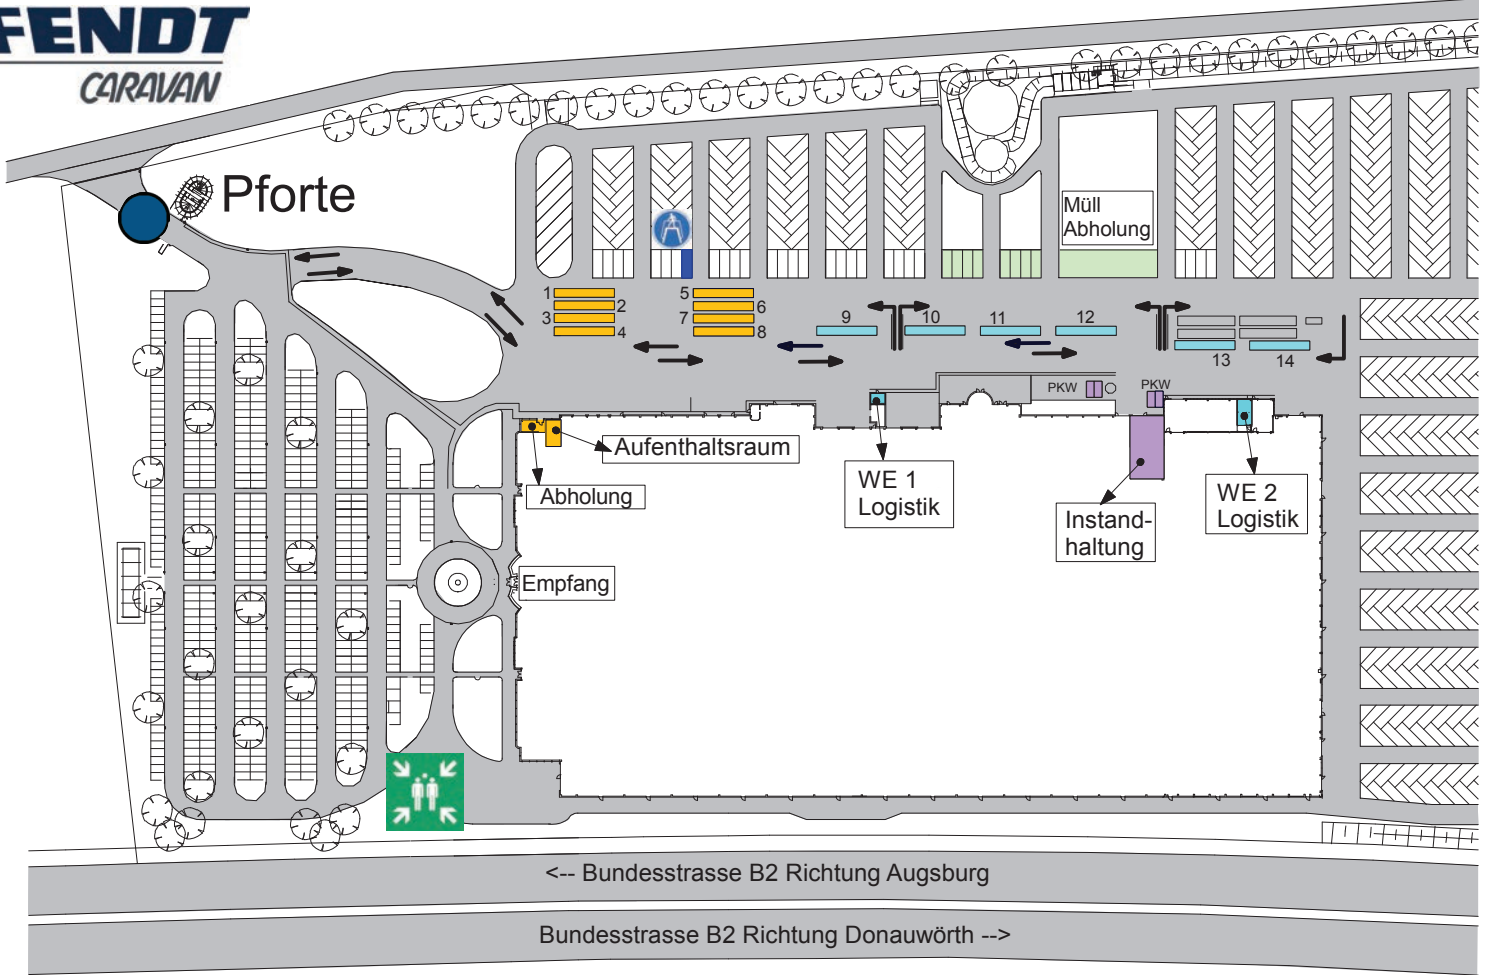 FENDT
CARAVAN
Pforte
Müll
Abholung
1
2
3
4
5
6
7
8
9
10
11
12
13
14
PKW
PKW
Aufenthaltsraum
Abholung
WE 1
Logistik
Instand-
haltung
WE 2
Logistik
Empfang
<-- Bundesstrasse B2 Richtung Augsburg
Bundesstrasse B2 Richtung Donauwörth -->